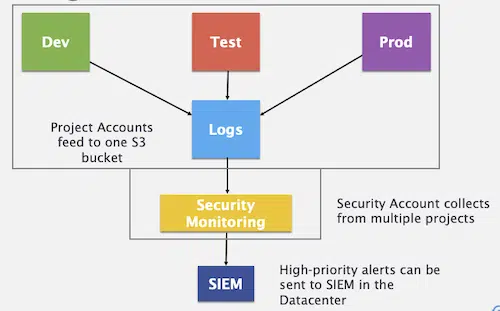 Dev
Test
Prod
Logs
Project Accounts
feed to one S3
bucket
Security
Monitoring
Security Account collects
from multiple projects
SIEM
High-priority alerts can be
sent to SIEM in the
Datacenter